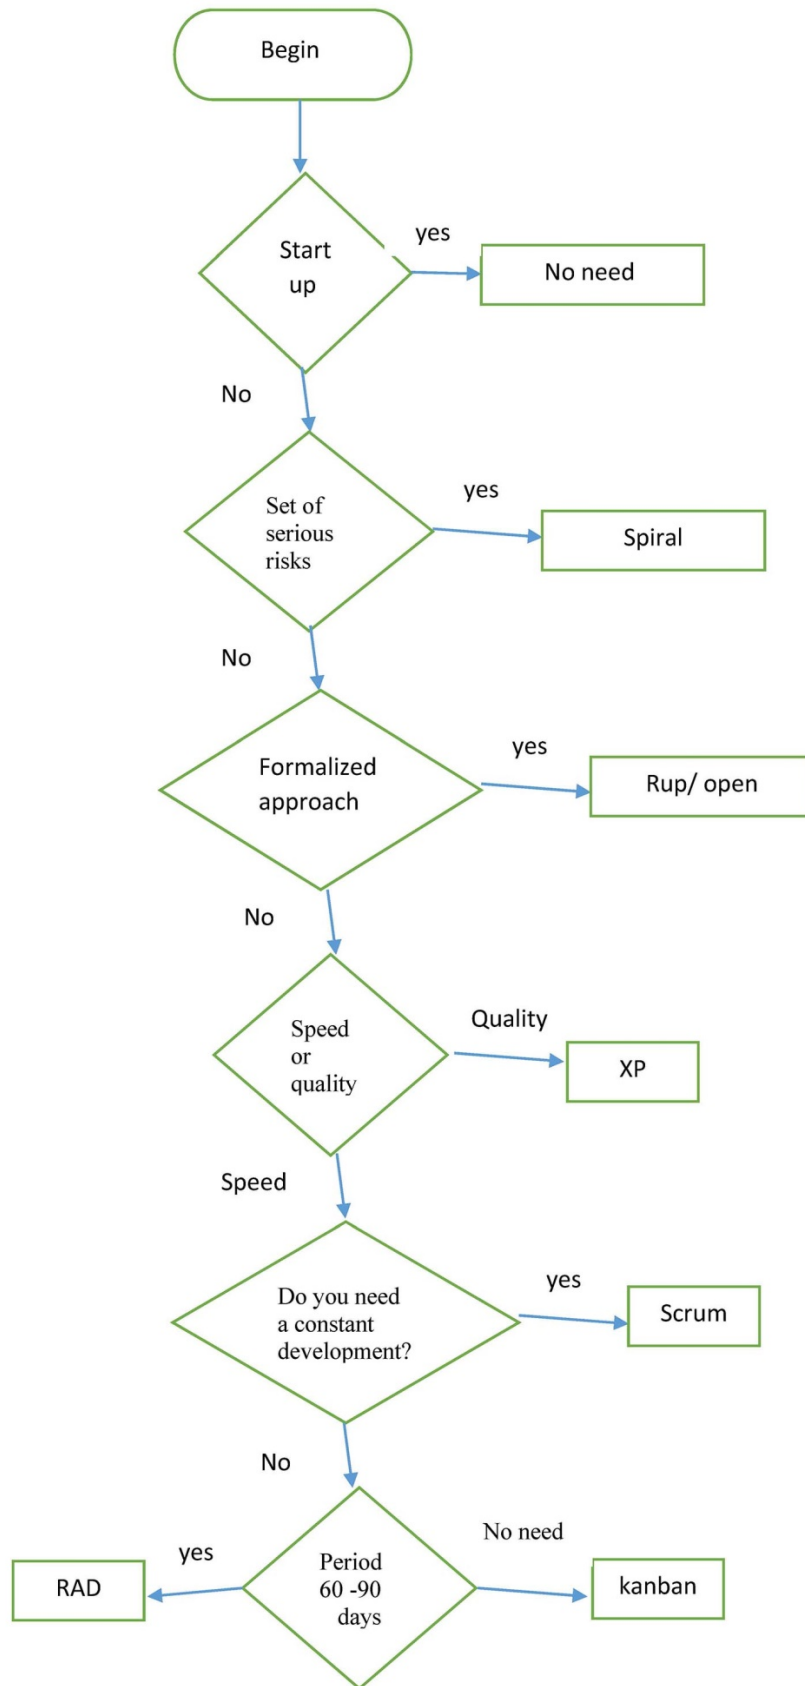 Begin
Start
up
yes
No need
No
Set of
serious
risks
yes
Spiral
No
Formalized
approach
yes
Rup/ open
No
Speed
or
quality
Quality
XP
Speed
Do you need
a constant
development?
yes
Scrum
No
Period
60 -90
days
yes
RAD
No need
kanban